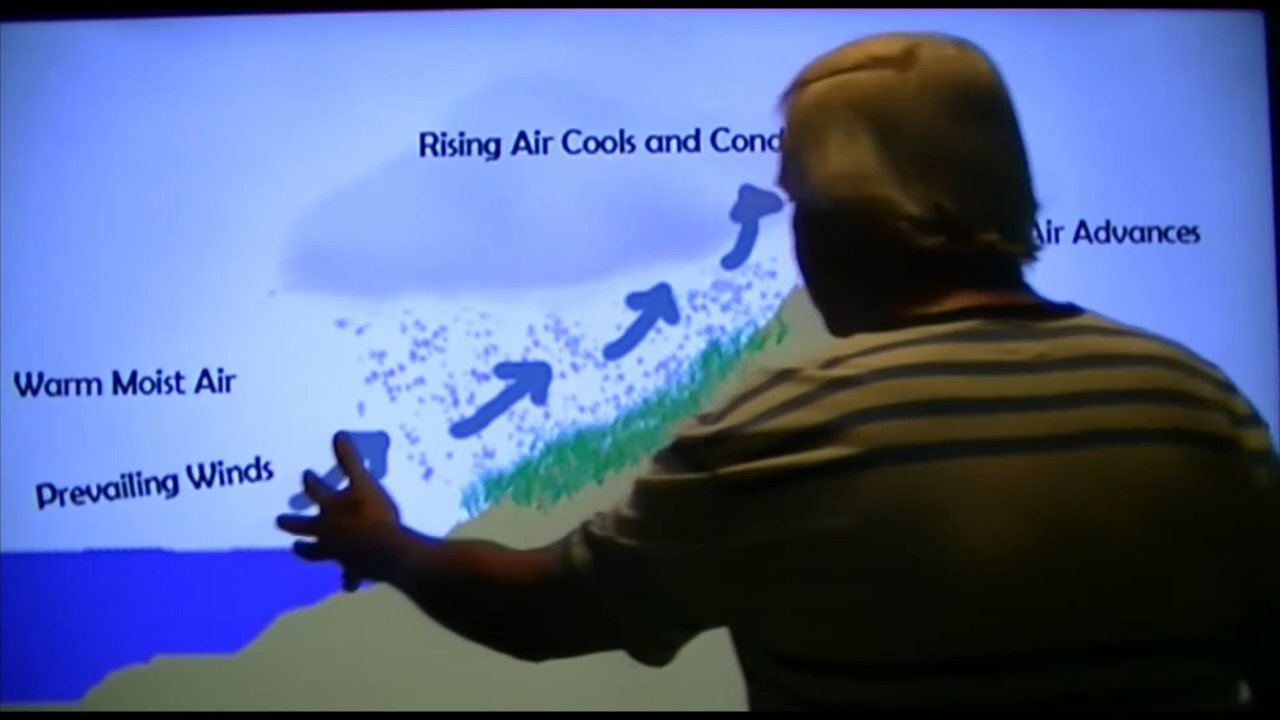 Rising Air Cools and Cond
Air Advances
Warm Moist Air
Prevailing Winds